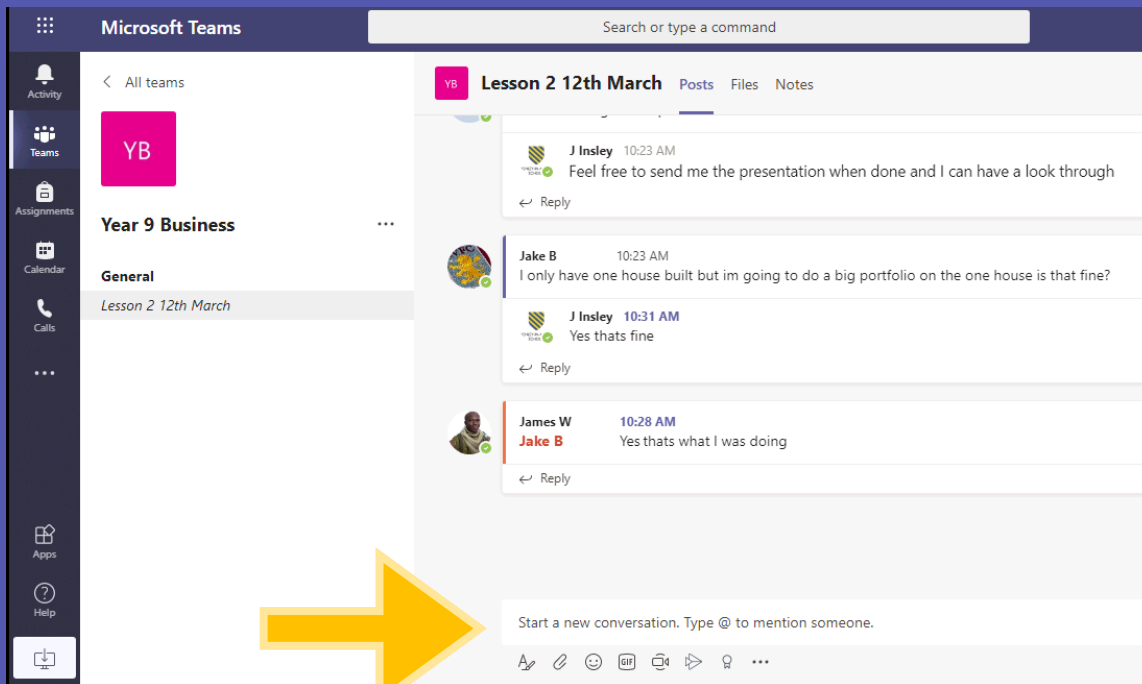 Microsoft Teams
Search or type a command
Activity
Teams
Assignments
Calendar
Calls
Apps
Help
All teams
YB
Year 9 Business
General
Lesson 2 12th March
YB Lesson 2 12th March Posts Files Notes
J Insley 10:23 AM
Feel free to send me the presentation when done and I can have a look through
Reply
Jake B 10:23 AM
I only have one house built but im going to do a big portfolio on the one house is that fine?
J Insley 10:31 AM
Yes thats fine
Reply
James W 10:28 AM
Jake B Yes thats what I was doing
Reply
Start a new conversation. Type @ to mention someone.
GIF